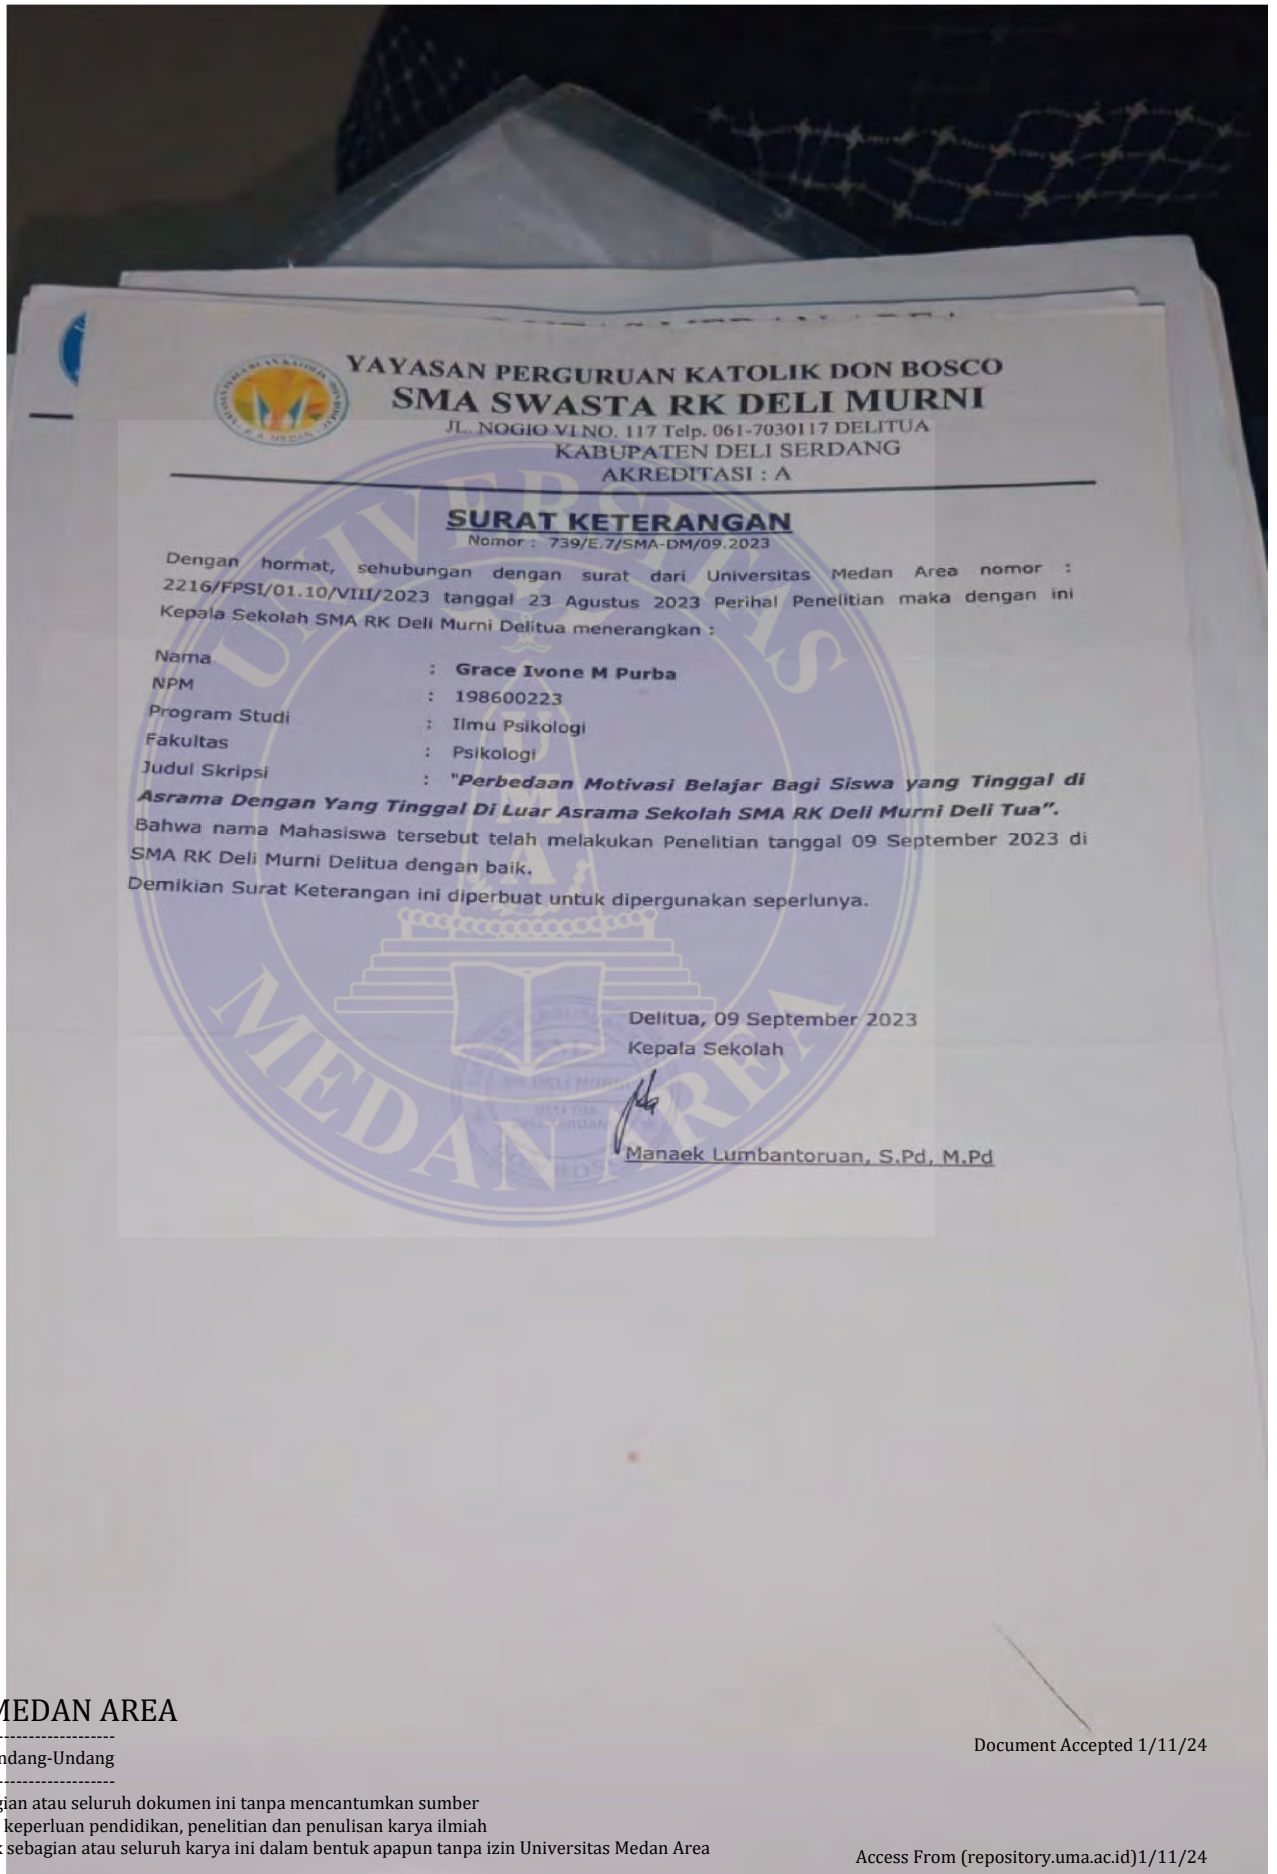 YAYASAN PERGURUAN KATOLIK DON BOSCO
SMA SWASTA RK DELI MURNI
JL. NOGIO VI NO. 117 Telp. 061-7030117 DELITUA
KABUPATEN DELI SERDANG
AKREDITASI : A
SURAT KETERANGAN
Nomor : 739/E.7/SMA-DM/09.2023
Dengan hormat, sehubungan dengan surat dari Universitas Medan Area nomor :
2216/FPSI/01.10/VIII/2023 tanggal 23 Agustus 2023 Perihal Penelitian maka dengan ini
Kepala Sekolah SMA RK Deli Murni Delitua menerangkan :
Nama : Grace Ivone M Purba
NPM : 198600223
Program Studi : Ilmu Psikologi
Fakultas : Psikologi
Judul Skripsi : "Perbedaan Motivasi Belajar Bagi Siswa yang Tinggal di
Asrama Dengan Yang Tinggal Di Luar Asrama Sekolah SMA RK Deli Murni Deli Tua".
Bahwa nama Mahasiswa tersebut telah melakukan Penelitian tanggal 09 September 2023 di
SMA RK Deli Murni Delitua dengan baik.
Demikian Surat Keterangan ini diperbuat untuk dipergunakan seperlunya.
UNIVERSITAS
UMA
MEDAN AREA
Delitua, 09 September 2023
Kepala Sekolah
Manaek Lumbantoruan, S.Pd, M.Pd
MEDAN AREA
ndang-Undang
Document Accepted 1/11/24
gian atau seluruh dokumen ini tanpa mencantumkan sumber
keperluan pendidikan, penelitian dan penulisan karya ilmiah
k sebagian atau seluruh karya ini dalam bentuk apapun tanpa izin Universitas Medan Area
Access From (repository.uma.ac.id)1/11/24